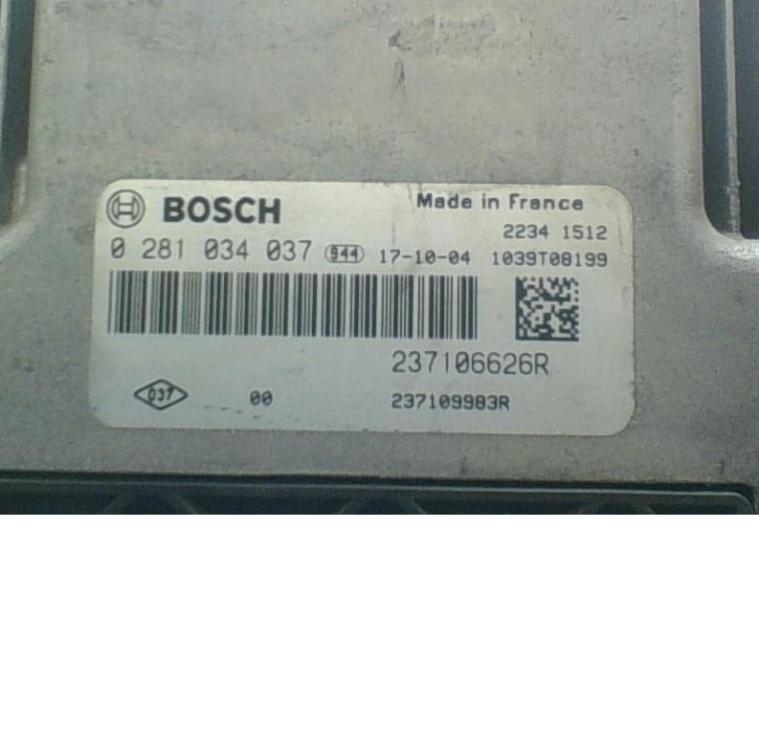 BOSCH
Made in France
2234 1512
0 281 034 037 944 17-10-04 1039T08199
237106626R
037 00 237109983R